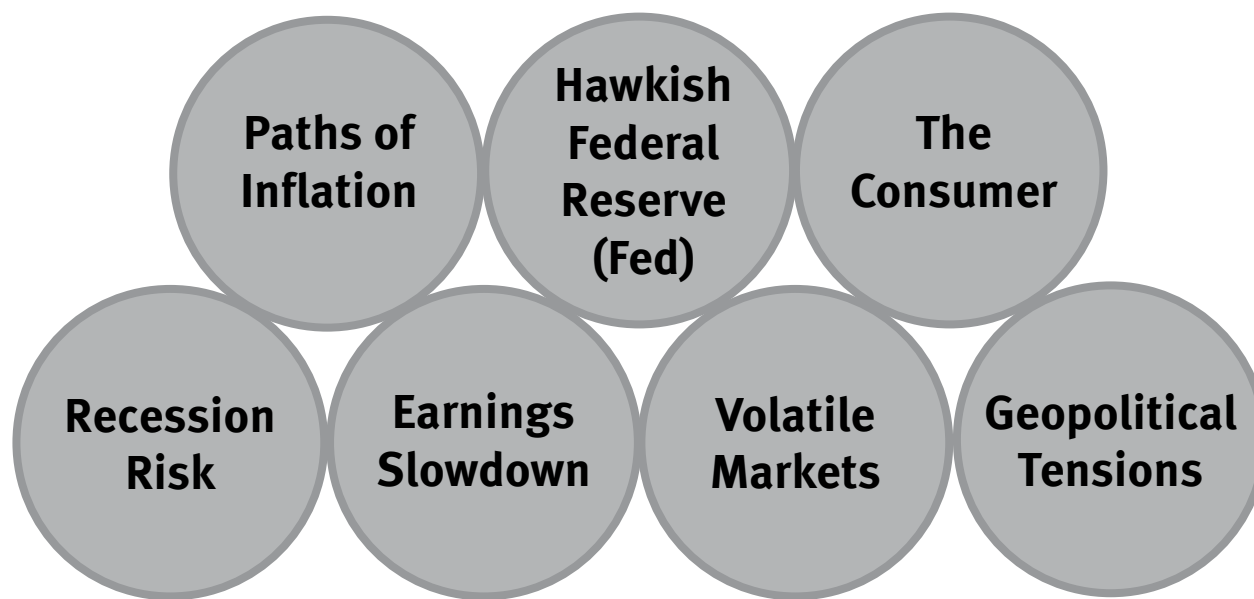 Paths of
Inflation
Hawkish
Federal
Reserve
(Fed)
The
Consumer
Recession
Risk
Earnings
Slowdown
Volatile
Markets
Geopolitical
Tensions